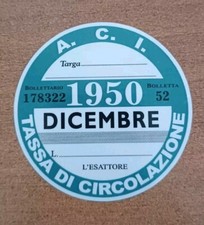 A. C. I.
Targa
BOLLETTARIO
178322
1950
BOLLETTA
52
DICEMBRE
L.
L'ESATTORE
TASSA DI CIRCOLAZIONE